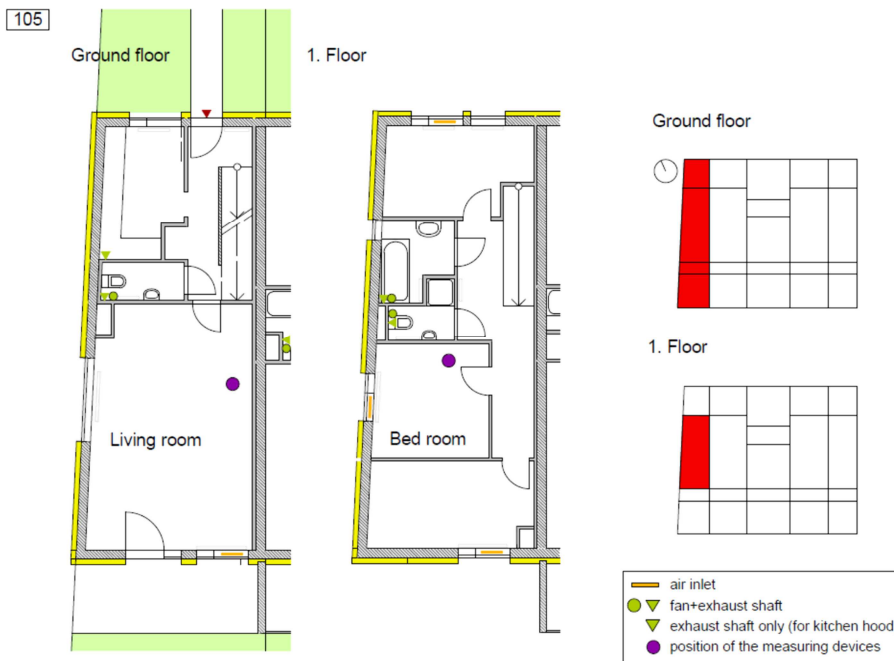 105
Ground floor
1. Floor
Ground floor
1. Floor
Living room
Bed room
air inlet
fan+exhaust shaft
exhaust shaft only (for kitchen hood
position of the measuring devices